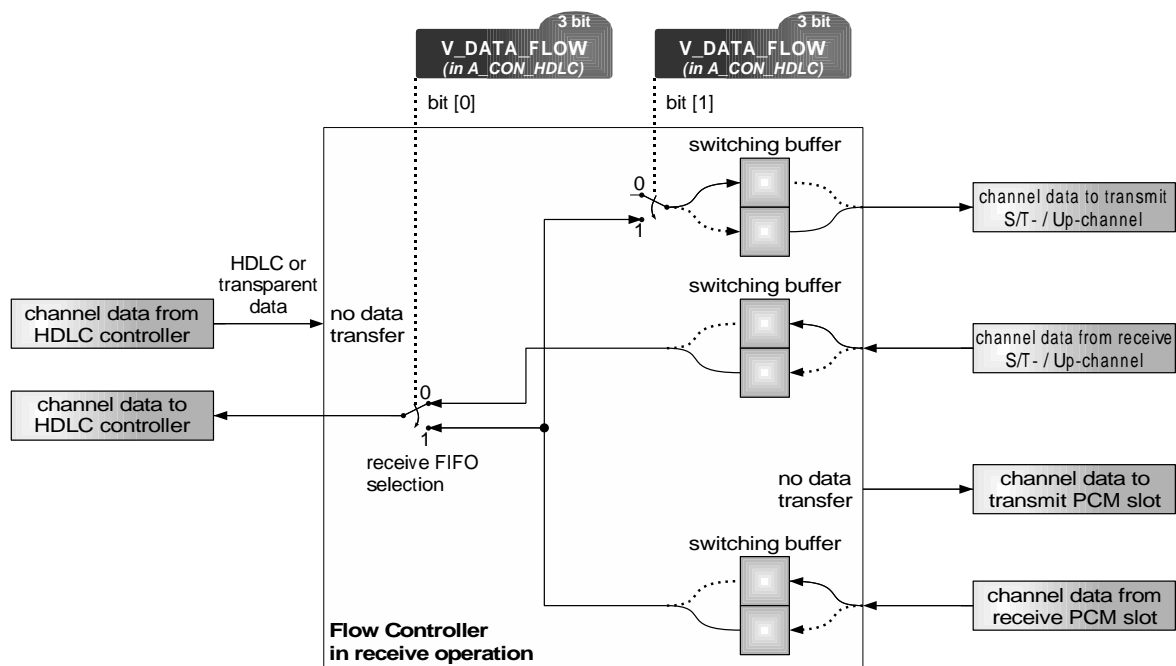 3 bit
V_DATA_FLOW
(in A_CON_HDLC)
3 bit
V_DATA_FLOW
(in A_CON_HDLC)
bit [0]
bit [1]
switching buffer
0
1
channel data to transmit
S/T- / Up-channel
HDLC or
transparent
data
channel data from
HDLC controller
no data
transfer
switching buffer
channel data from receive
S/T- / Up-channel
channel data to
HDLC controller
0
1
receive FIFO
selection
no data
transfer
channel data to
transmit PCM slot
switching buffer
channel data from
receive PCM slot
Flow Controller
in receive operation